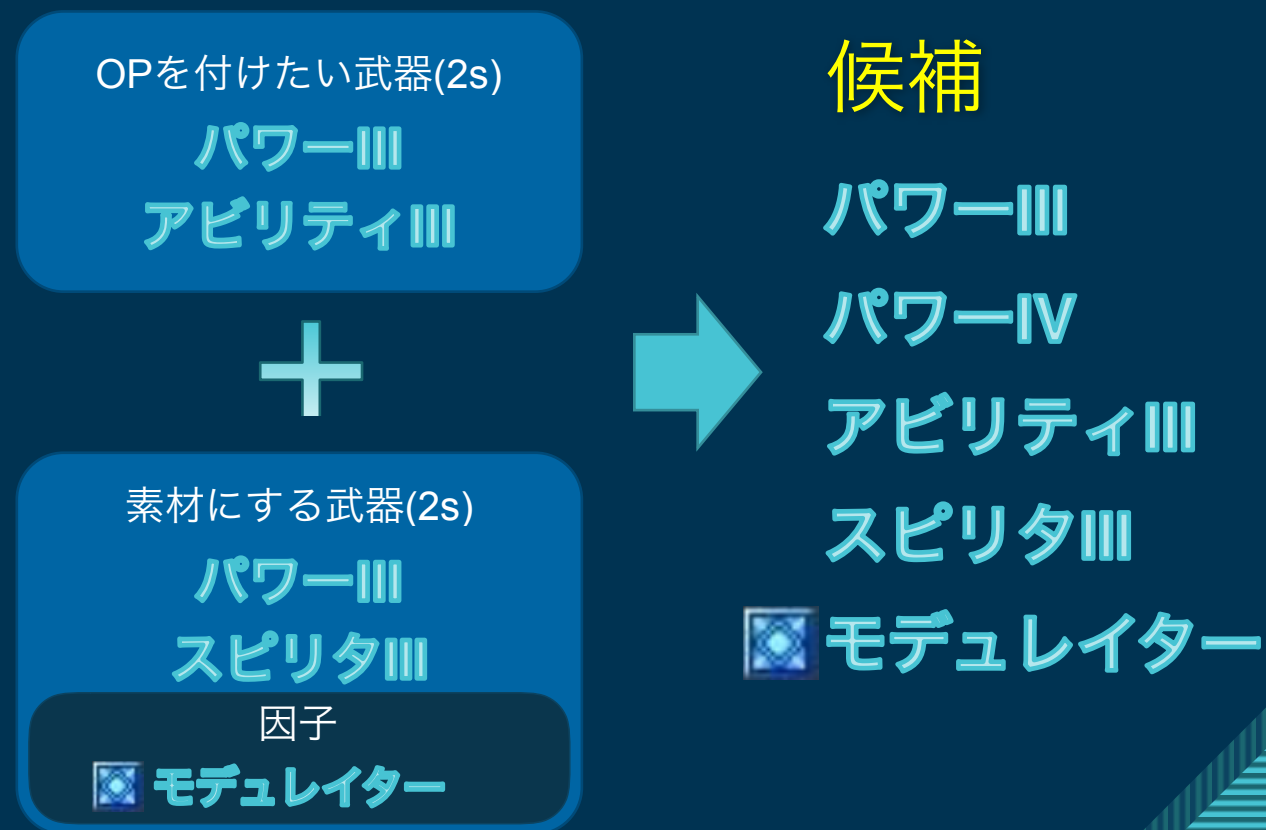 OPを付けたい武器(2s)
パワーIII
アビリティIII
素材にする武器(2s)
パワーIII
スピリタIII
因子
モデュレイター
候補
パワーIII
パワーIV
アビリティIII
スピリタIII
モデュレイター